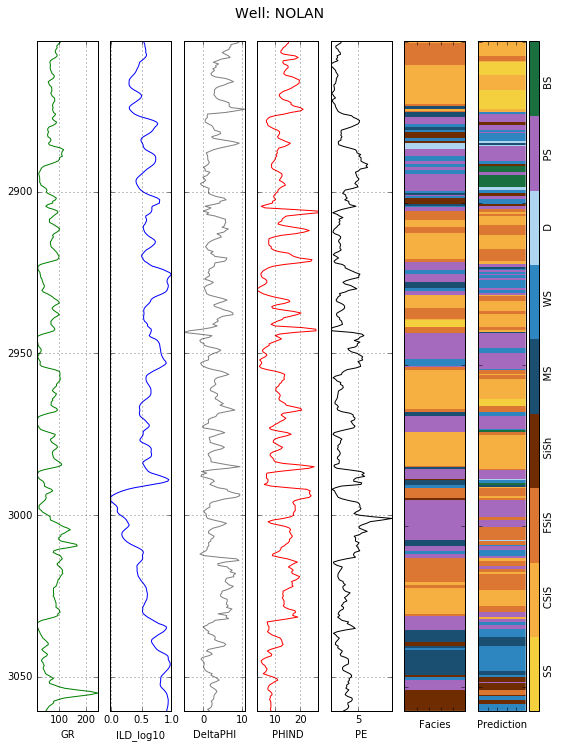 Well: NOLAN
2900
2950
3000
3050
100 200
0.0 0.5 1.0
0 10
10 20
5
GR
ILD_log10
DeltaPHI
PHIND
PE
Facies
Prediction
BS
PS
D
WS
MS
SiSh
FSiS
CSiS
SS